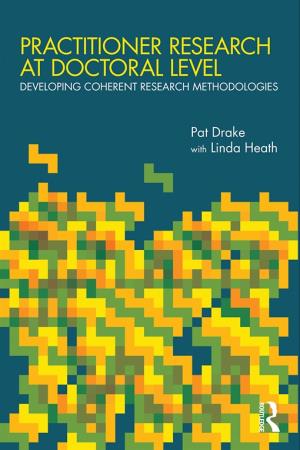 PRACTITIONER RESEARCH
AT DOCTORAL LEVEL
DEVELOPING COHERENT RESEARCH METHODOLOGIES
Pat Drake
with Linda Heath
ROUTLEDGE